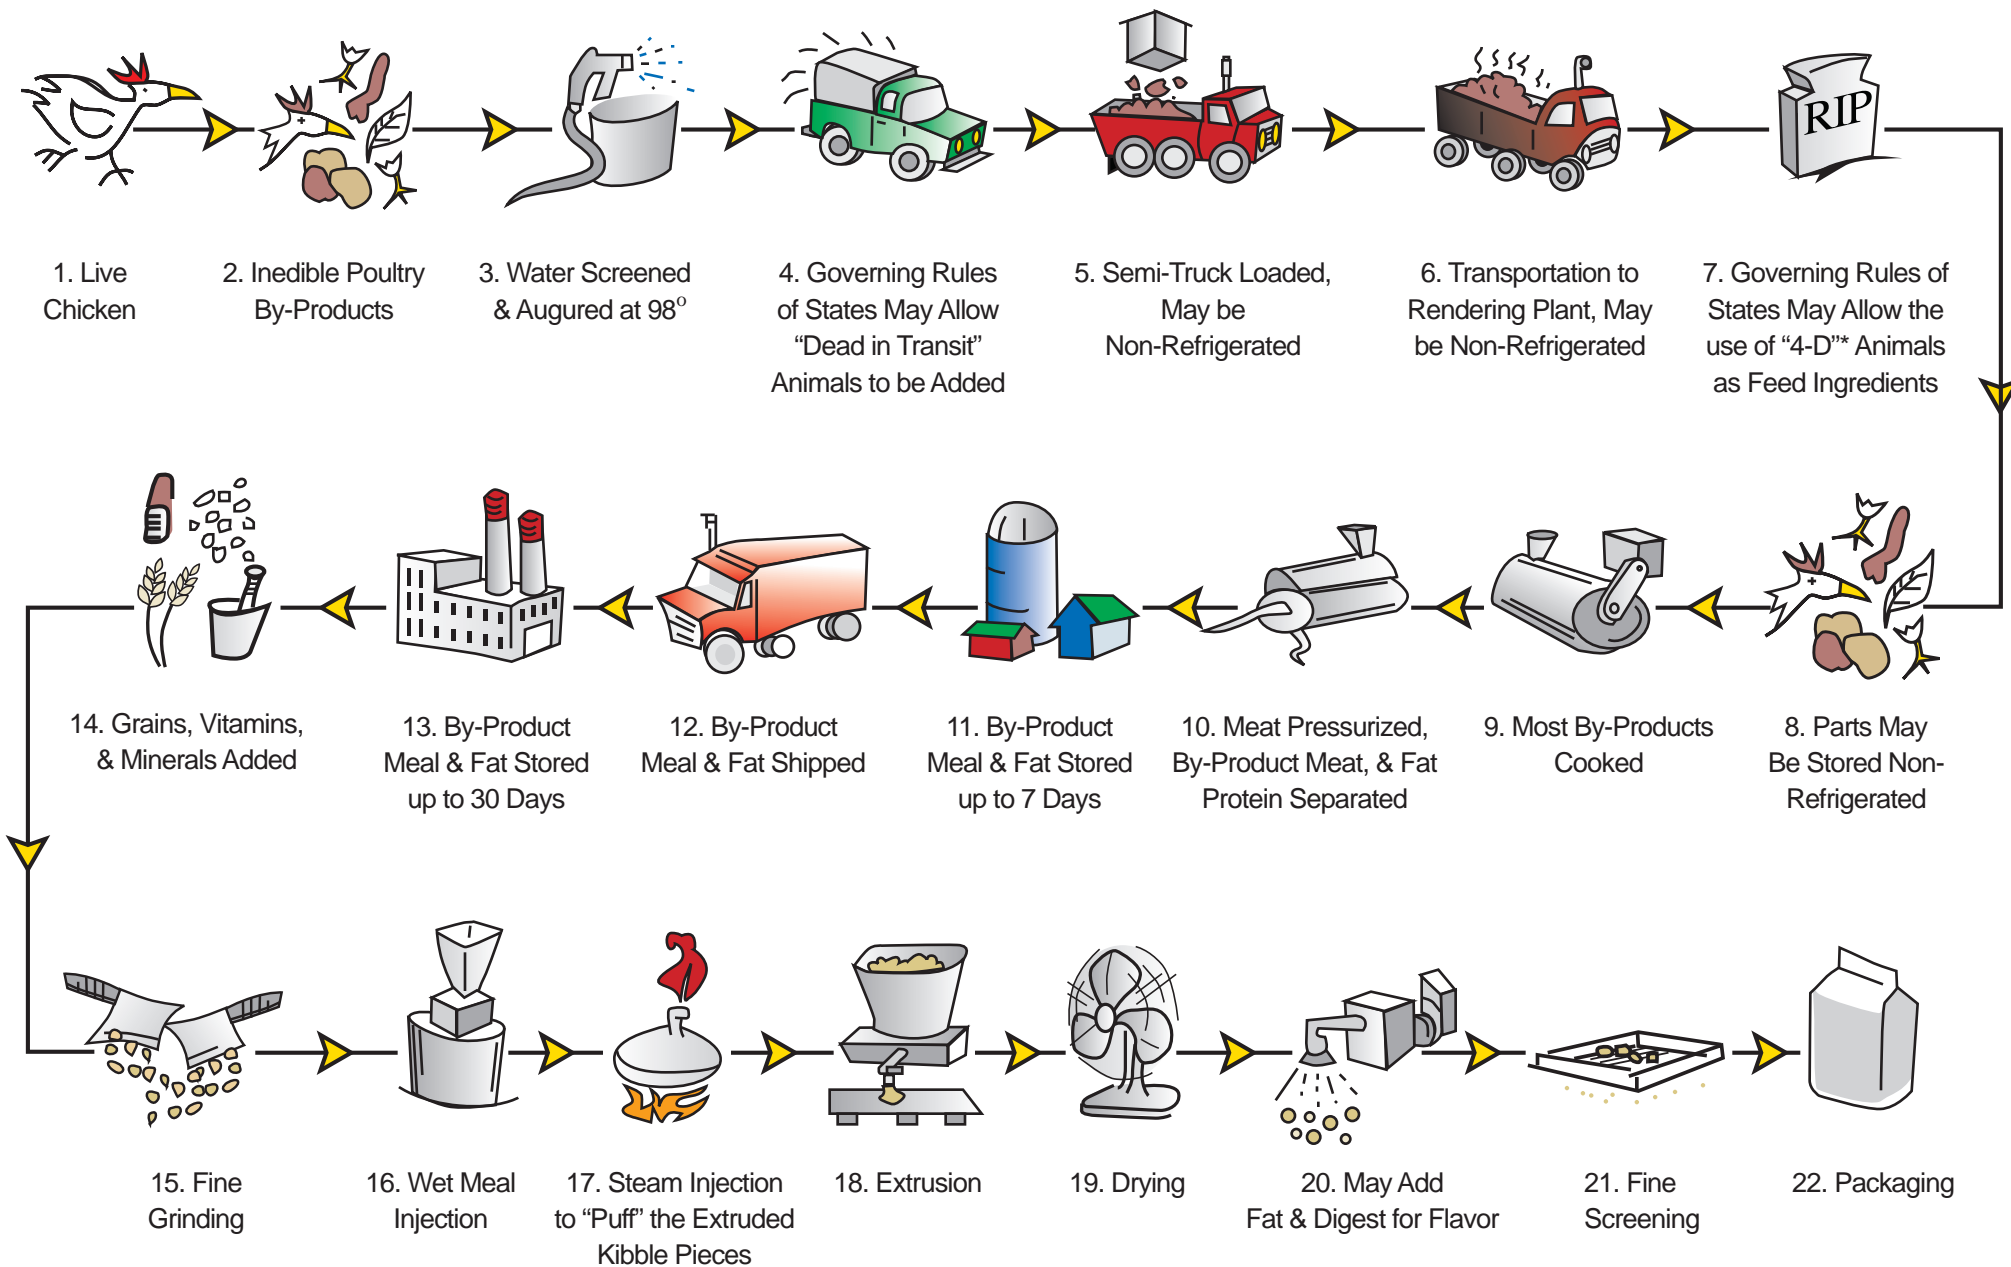 RIP
1. Live
Chicken
2. Inedible Poultry
By-Products
3. Water Screened
& Augured at 98°
4. Governing Rules
of States May Allow
“Dead in Transit”
Animals to be Added
5. Semi-Truck Loaded,
May be
Non-Refrigerated
6. Transportation to
Rendering Plant, May
be Non-Refrigerated
7. Governing Rules of
States May Allow the
use of “4-D”* Animals
as Feed Ingredients
14. Grains, Vitamins,
& Minerals Added
13. By-Product
Meal & Fat Stored
up to 30 Days
12. By-Product
Meal & Fat Shipped
11. By-Product
Meal & Fat Stored
up to 7 Days
10. Meat Pressurized,
By-Product Meat, & Fat
Protein Separated
9. Most By-Products
Cooked
8. Parts May
Be Stored Non-
Refrigerated
15. Fine
Grinding
16. Wet Meal
Injection
17. Steam Injection
to “Puff” the Extruded
Kibble Pieces
18. Extrusion
19. Drying
20. May Add
Fat & Digest for Flavor
21. Fine
Screening
22. Packaging